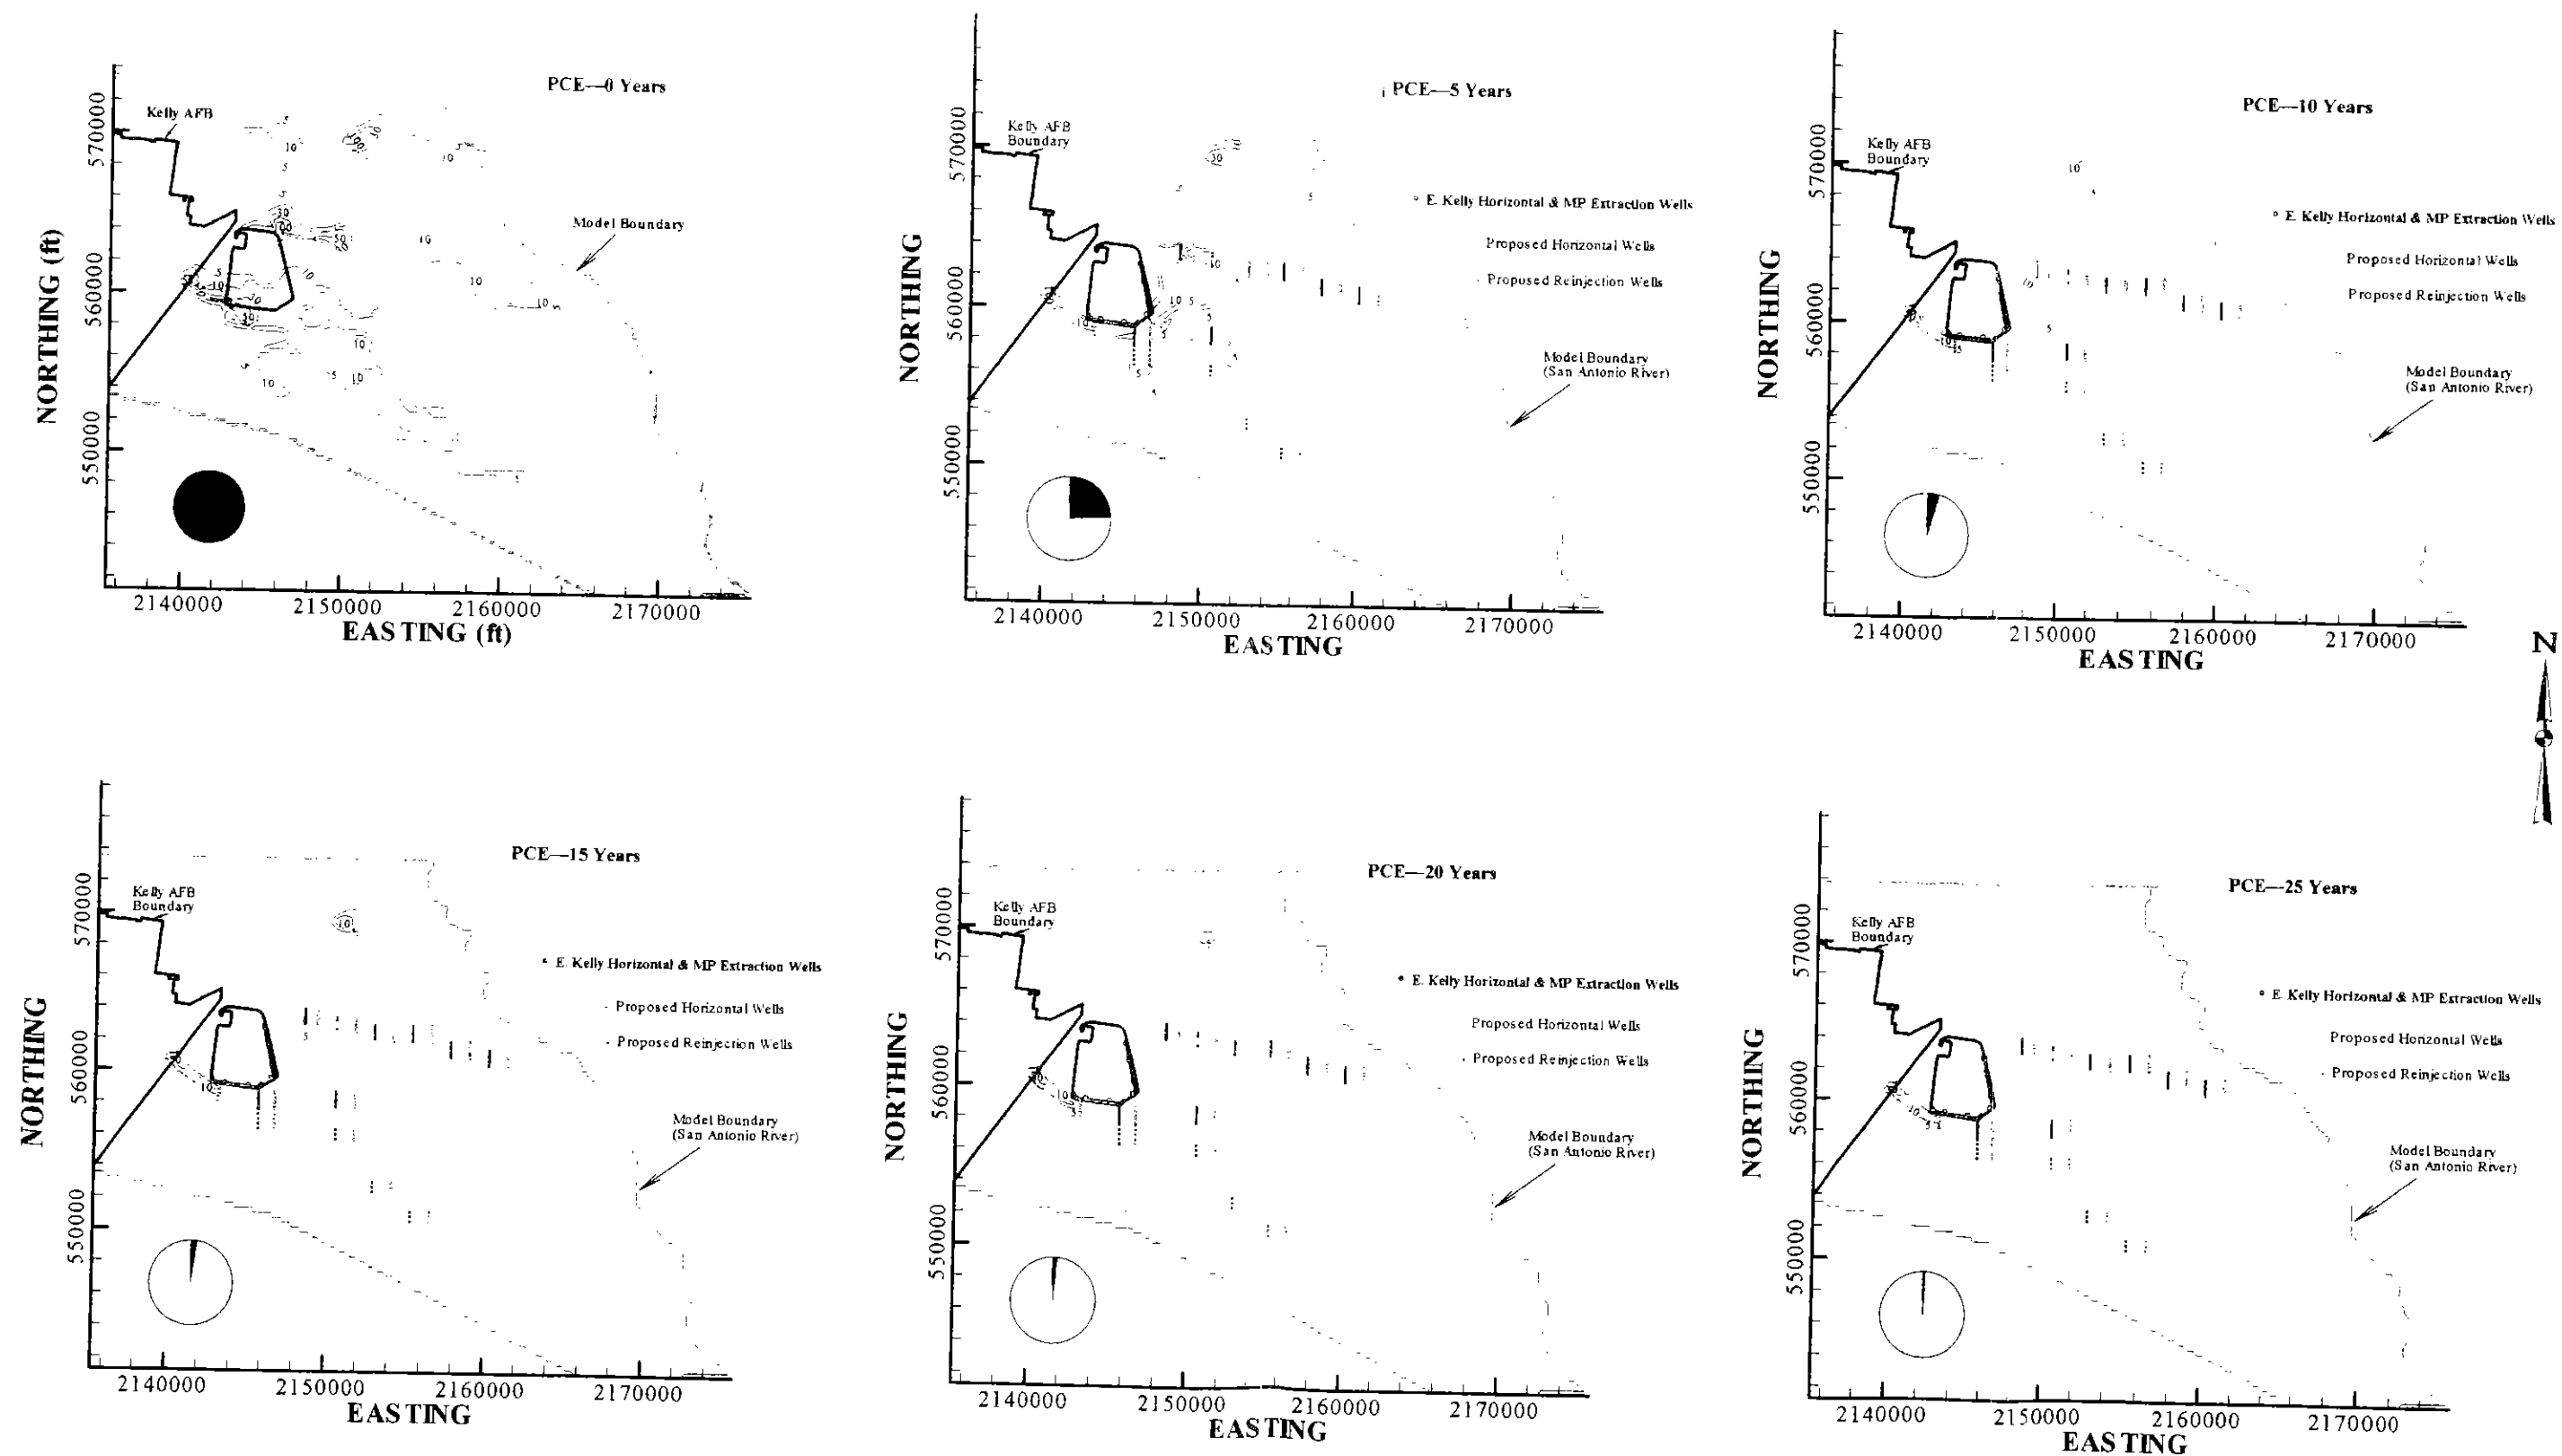 PCE—0 Years
Kelly AFB
Model Boundary
NORTHING (ft)
570000
560000
550000
2140000 2150000 2160000 2170000
EASTING (ft)
PCE—5 Years
Kelly AFB
Boundary
E. Kelly Horizontal & MP Extraction Wells
Proposed Horizontal Wells
Proposed Reinjection Wells
Model Boundary
(San Antonio River)
NORTHING
570000
560000
550000
2140000 2150000 2160000 2170000
EASTING
PCE—10 Years
Kelly AFB
Boundary
E. Kelly Horizontal & MP Extraction Wells
Proposed Horizontal Wells
Proposed Reinjection Wells
Model Boundary
(San Antonio River)
NORTHING
570000
560000
550000
2140000 2150000 2160000 2170000
EASTING
N
PCE—15 Years
Kelly AFB
Boundary
E. Kelly Horizontal & MP Extraction Wells
Proposed Horizontal Wells
Proposed Reinjection Wells
Model Boundary
(San Antonio River)
NORTHING
570000
560000
550000
2140000 2150000 2160000 2170000
EASTING
PCE—20 Years
Kelly AFB
Boundary
E. Kelly Horizontal & MP Extraction Wells
Proposed Horizontal Wells
Proposed Reinjection Wells
Model Boundary
(San Antonio River)
NORTHING
570000
560000
550000
2140000 2150000 2160000 2170000
EASTING
PCE—25 Years
Kelly AFB
Boundary
E. Kelly Horizontal & MP Extraction Wells
Proposed Horizontal Wells
Proposed Reinjection Wells
Model Boundary
(San Antonio River)
NORTHING
570000
560000
550000
2140000 2150000 2160000 2170000
EASTING